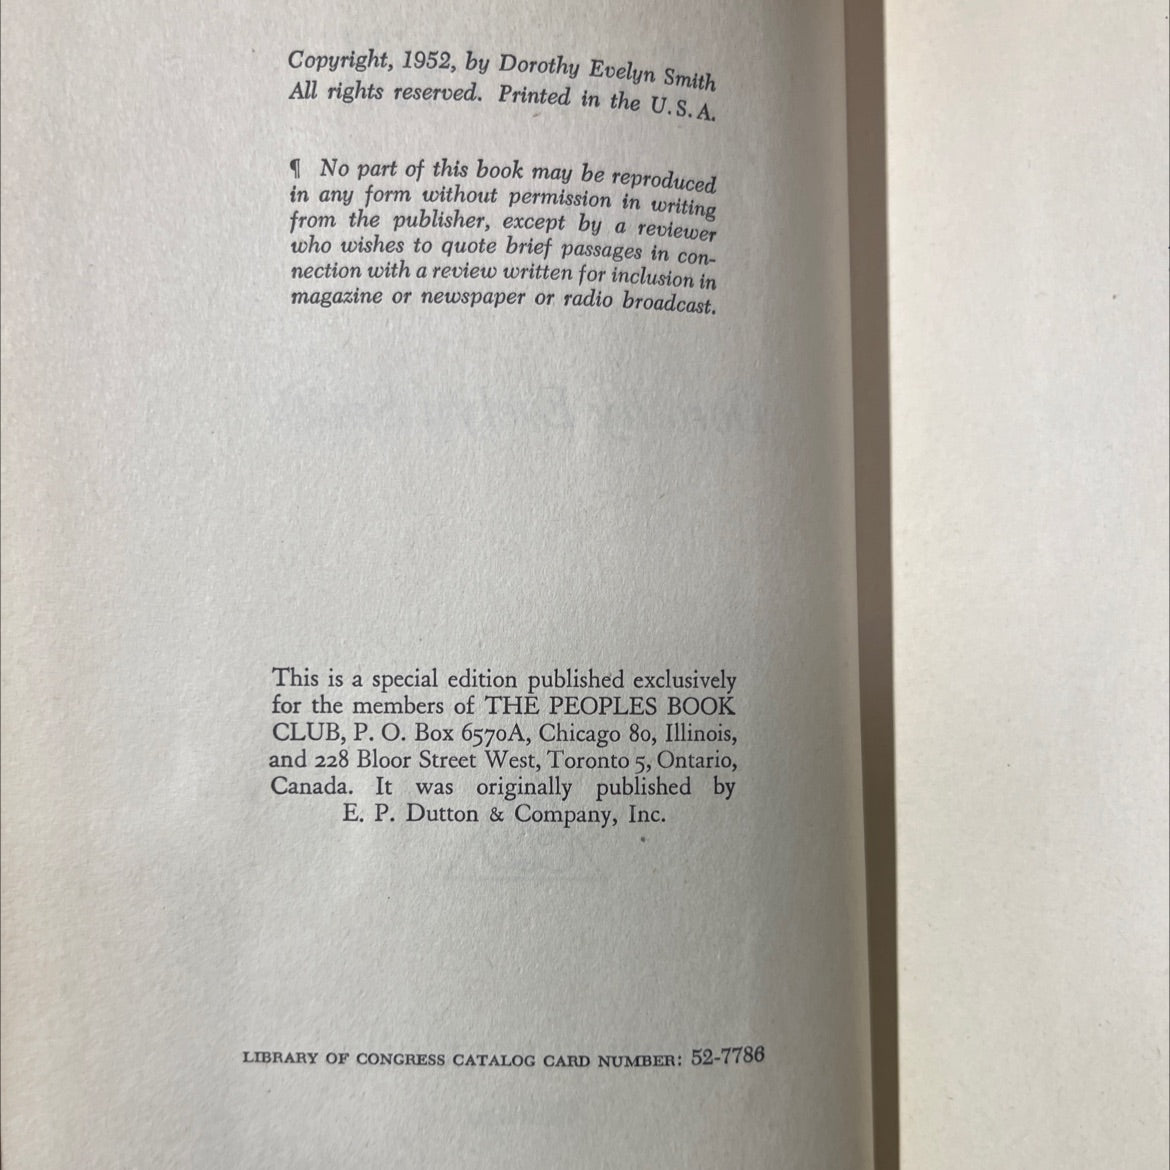 Copyright, 1952, by Dorothy Evelyn Smith
All rights reserved. Printed in the U.S.A.
¶ No part of this book may be reproduced
in any form without permission in writing
from the publisher, except by a reviewer
who wishes to quote brief passages in con-
nection with a review written for inclusion in
magazine or newspaper or radio broadcast.
This is a special edition published exclusively
for the members of THE PEOPLES BOOK
CLUB, P. O. Box 6570A, Chicago 80, Illinois,
and 228 Bloor Street West, Toronto 5, Ontario,
Canada. It was originally published by
E. P. Dutton & Company, Inc.
LIBRARY OF CONGRESS CATALOG CARD NUMBER: 52-7786